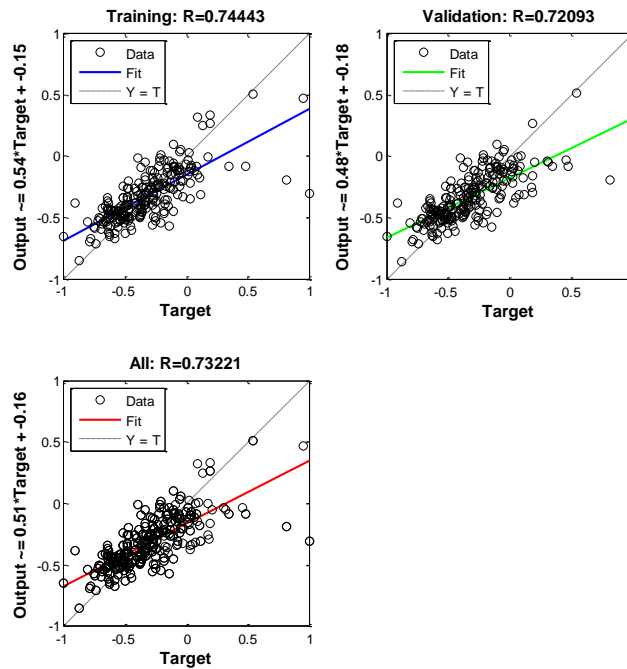 Training: R=0.74443
Output ~= 0.54*Target + -0.15
1
0.5
0
-0.5
-1
-1 -0.5 0 0.5 1
Target
Data
Fit
Y = T
Validation: R=0.72093
Output ~= 0.48*Target + -0.18
1
0.5
0
-0.5
-1
-1 -0.5 0 0.5
Target
Data
Fit
Y = T
All: R=0.73221
Output ~= 0.51*Target + -0.16
1
0.5
0
-0.5
-1
-1 -0.5 0 0.5 1
Target
Data
Fit
Y = T